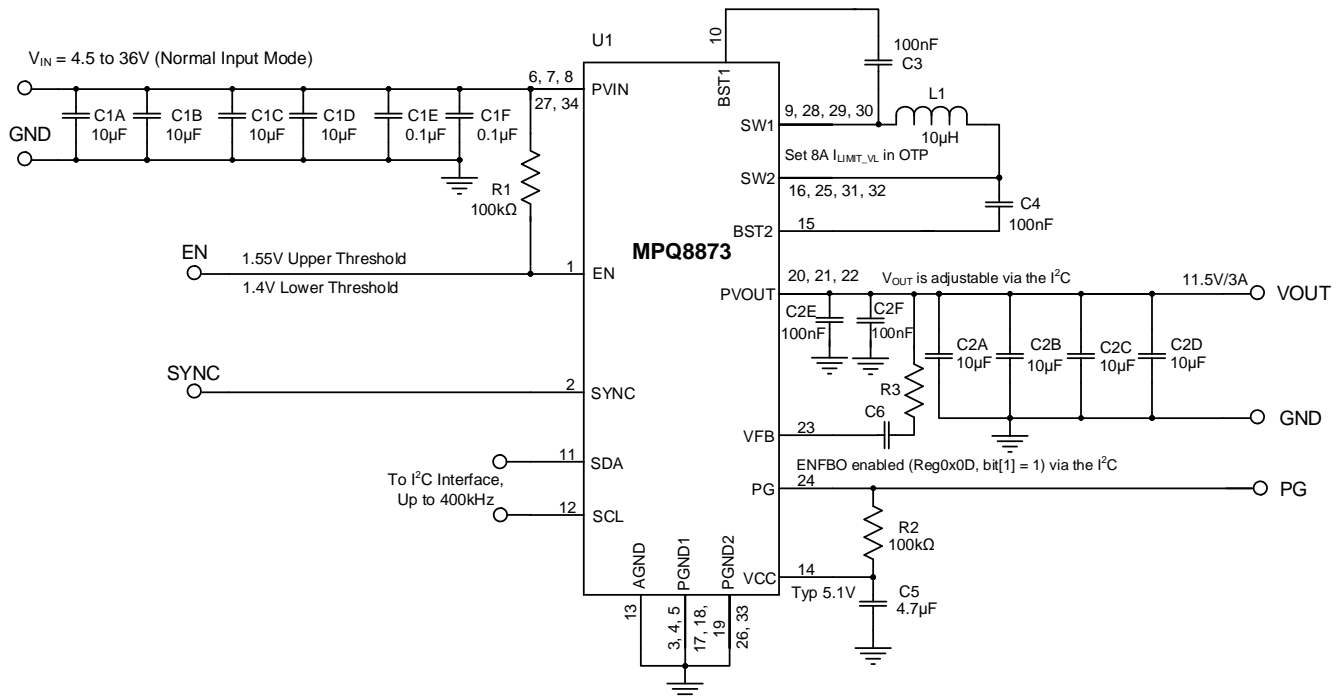 U1
V_IN = 4.5 to 36V (Normal Input Mode)
GND
C1A
10µF
C1B
10µF
C1C
10µF
C1D
10µF
C1E
0.1µF
C1F
0.1µF
6, 7, 8
27, 34
PVIN
R1
100kΩ
EN
1.55V Upper Threshold
1.4V Lower Threshold
1
EN
SYNC
2
SYNC
To I²C Interface,
Up to 400kHz
11
SDA
12
SCL
MPQ8873
10
BST1
100nF
C3
SW1
9, 28, 29, 30
L1
10µH
Set 8A I_LIMIT_VL in OTP
SW2
16, 25, 31, 32
C4
100nF
BST2
15
PVOUT
20, 21, 22
V_OUT is adjustable via the I²C
11.5V/3A
VOUT
C2E
100nF
C2F
100nF
C2A
10µF
C2B
10µF
C2C
10µF
C2D
10µF
R3
C6
VFB
23
GND
ENFBO enabled (Reg0x0D, bit[1] = 1) via the I²C
PG
24
PG
R2
100kΩ
VCC
14
Typ 5.1V
C5
4.7µF
AGND
PGND1
PGND2
13
3, 4, 5
17, 18,
19
26, 33